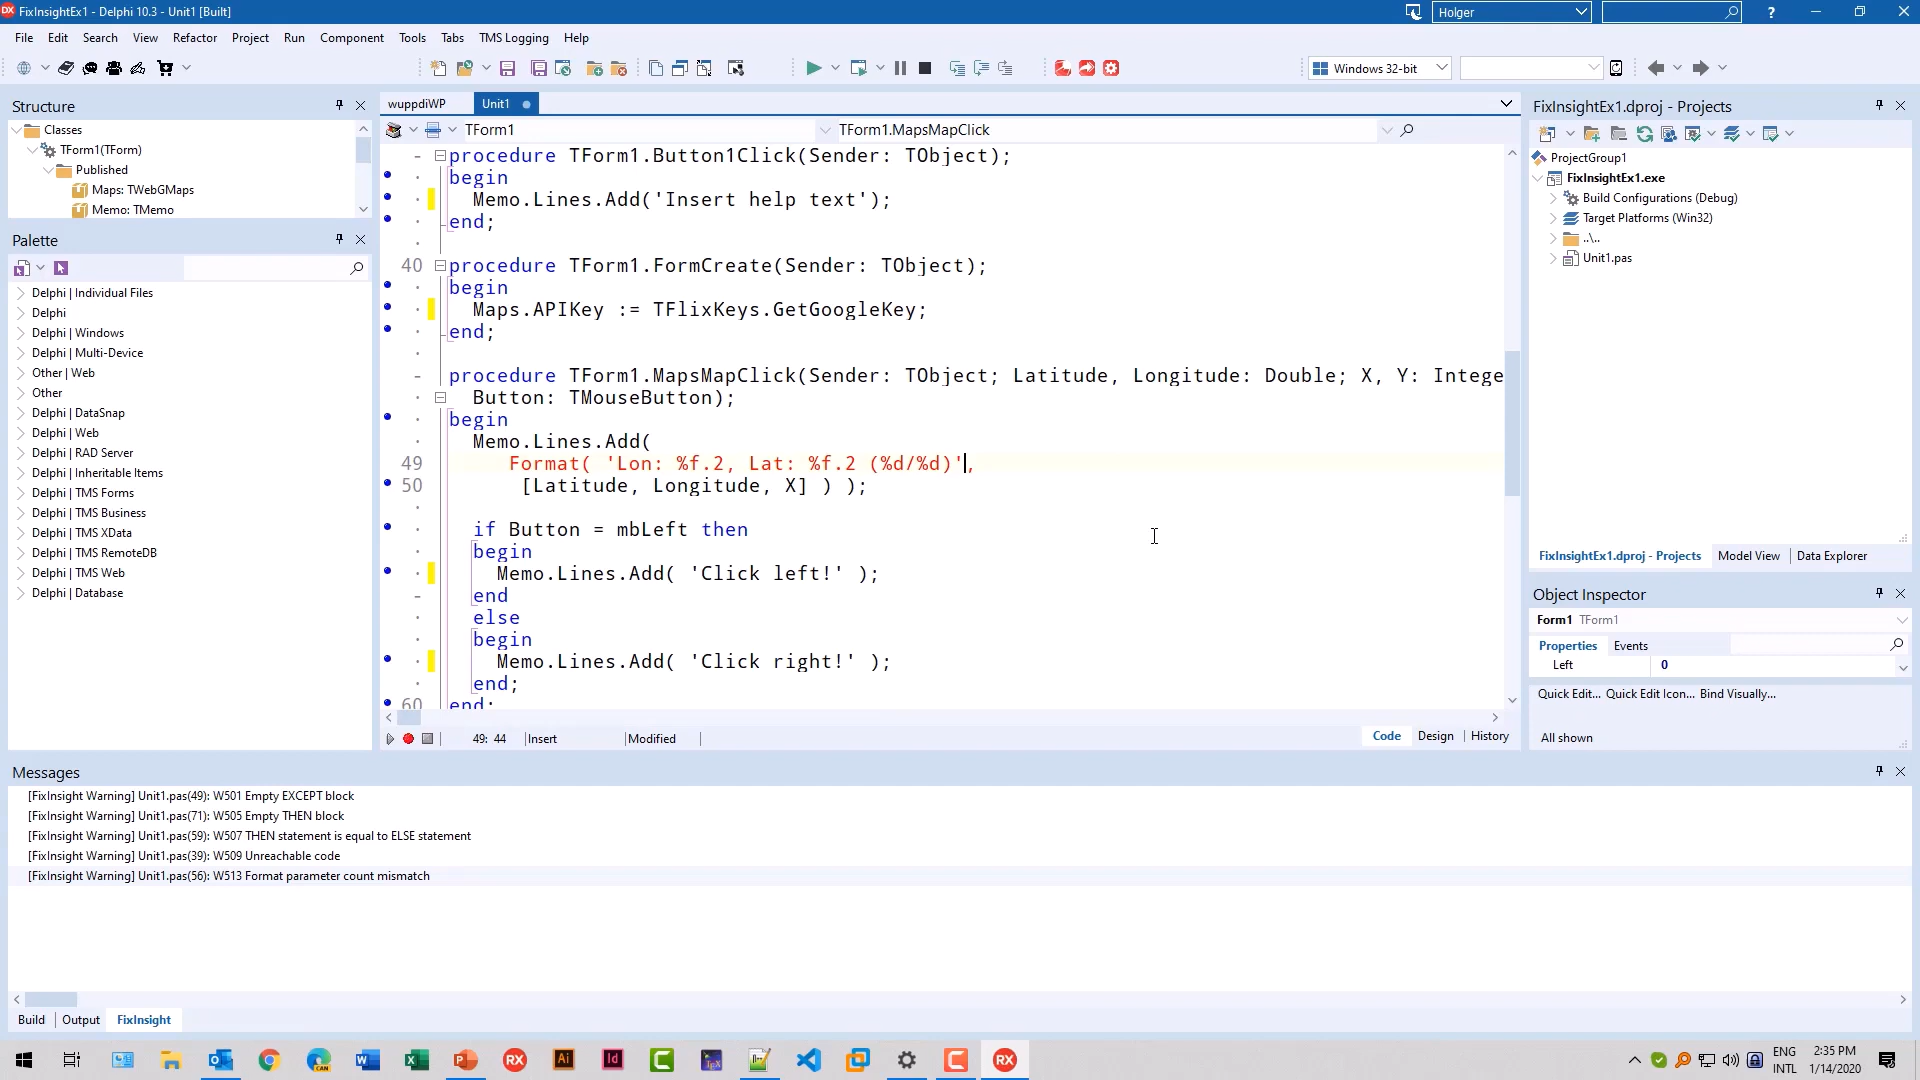 FixInsightEx1 - Delphi 10.3 - Unit1 [Built]
Holger
File Edit Search View Refactor Project Run Component Tools Tabs TMS Logging Help
Windows 32-bit
Structure
Classes
TForm1(TForm)
Published
Maps: TWebGMaps
Memo: TMemo
Palette
Delphi | Individual Files
Delphi
Delphi | Windows
Delphi | Multi-Device
Other | Web
Other
Delphi | DataSnap
Delphi | Web
Delphi | RAD Server
Delphi | Inheritable Items
Delphi | TMS Forms
Delphi | TMS Business
Delphi | TMS XData
Delphi | TMS RemoteDB
Delphi | TMS Web
Delphi | Database
wuppdiWP Unit1
TForm1 TForm1.MapsMapClick
procedure TForm1.Button1Click(Sender: TObject);
begin
Memo.Lines.Add('Insert help text');
end;
40 procedure TForm1.FormCreate(Sender: TObject);
begin
Maps.APIKey := TFlixKeys.GetGoogleKey;
end;
procedure TForm1.MapsMapClick(Sender: TObject; Latitude, Longitude: Double; X, Y: Intege
Button: TMouseButton);
begin
Memo.Lines.Add(
49 Format( 'Lon: %f.2, Lat: %f.2 (%d/%d)',
50 [Latitude, Longitude, X] ) );
if Button = mbLeft then
begin
Memo.Lines.Add( 'Click left!' );
end
else
begin
Memo.Lines.Add( 'Click right!' );
end;
60 end;
49: 44 Insert Modified
Code Design History
FixInsightEx1.dproj - Projects
ProjectGroup1
FixInsightEx1.exe
Build Configurations (Debug)
Target Platforms (Win32)
..\..
Unit1.pas
FixInsightEx1.dproj - Projects Model View Data Explorer
Object Inspector
Form1 TForm1
Properties Events
Left 0
Quick Edit... Quick Edit Icon... Bind Visually...
All shown
Messages
[FixInsight Warning] Unit1.pas(49): W501 Empty EXCEPT block
[FixInsight Warning] Unit1.pas(71): W505 Empty THEN block
[FixInsight Warning] Unit1.pas(59): W507 THEN statement is equal to ELSE statement
[FixInsight Warning] Unit1.pas(39): W509 Unreachable code
[FixInsight Warning] Unit1.pas(56): W513 Format parameter count mismatch
Build Output FixInsight
ENG
INTL
2:35 PM
1/14/2020